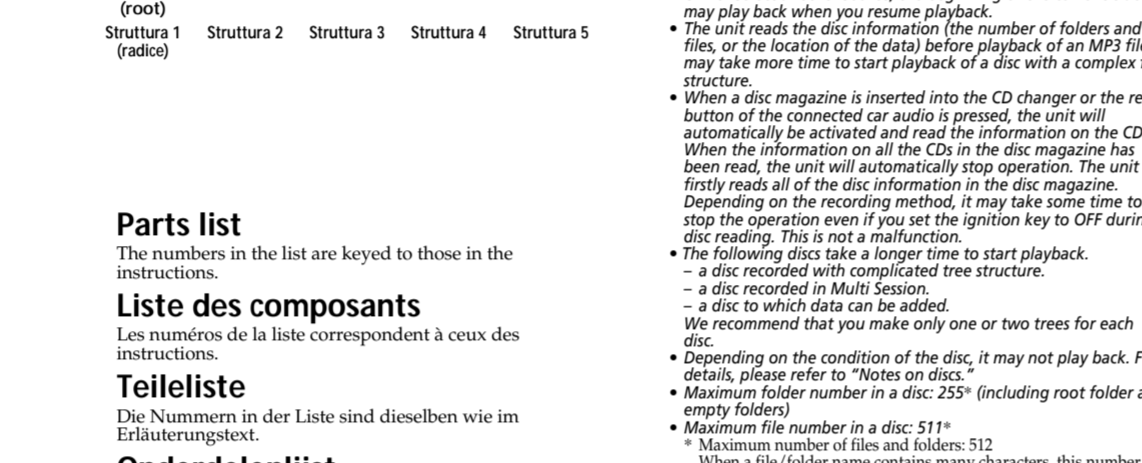 (root)
Struttura 1 Struttura 2 Struttura 3 Struttura 4 Struttura 5
(radice)
Parts list
The numbers in the list are keyed to those in the
instructions.
Liste des composants
Les numéros de la liste correspondent à ceux des
instructions.
Teileliste
Die Nummern in der Liste sind dieselben wie im
Erläuterungstext.
may play back when you resume playback.
• The unit reads the disc information (the number of folders and
files, or the location of the data) before playback of an MP3
may take more time to start playback of a disc with a complex
structure.
• When a disc magazine is inserted into the CD changer or the
button of the connected car audio is pressed, the unit will
automatically be activated and read the information on the CD
When the information on all the CDs in the disc magazine has
been read, the unit will automatically stop operation. The unit
firstly reads all of the disc information in the disc magazine.
Depending on the recording method, it may take some time to
stop the operation even if you set the ignition key to OFF
disc reading. This is not a malfunction.
• The following discs take a longer time to start playback.
– a disc recorded with complicated tree structure.
– a disc recorded in Multi Session.
– a disc to which data can be added.
We recommend that you make only one or two trees for each
disc.
• Depending on the condition of the disc, it may not play back.
details, please refer to “Notes on discs.”
• Maximum folder number in a disc: 255* (including root folder
empty folders)
• Maximum file number in a disc: 511*
* Maximum number of files and folders: 512
When a file/folder name contains many characters, this number